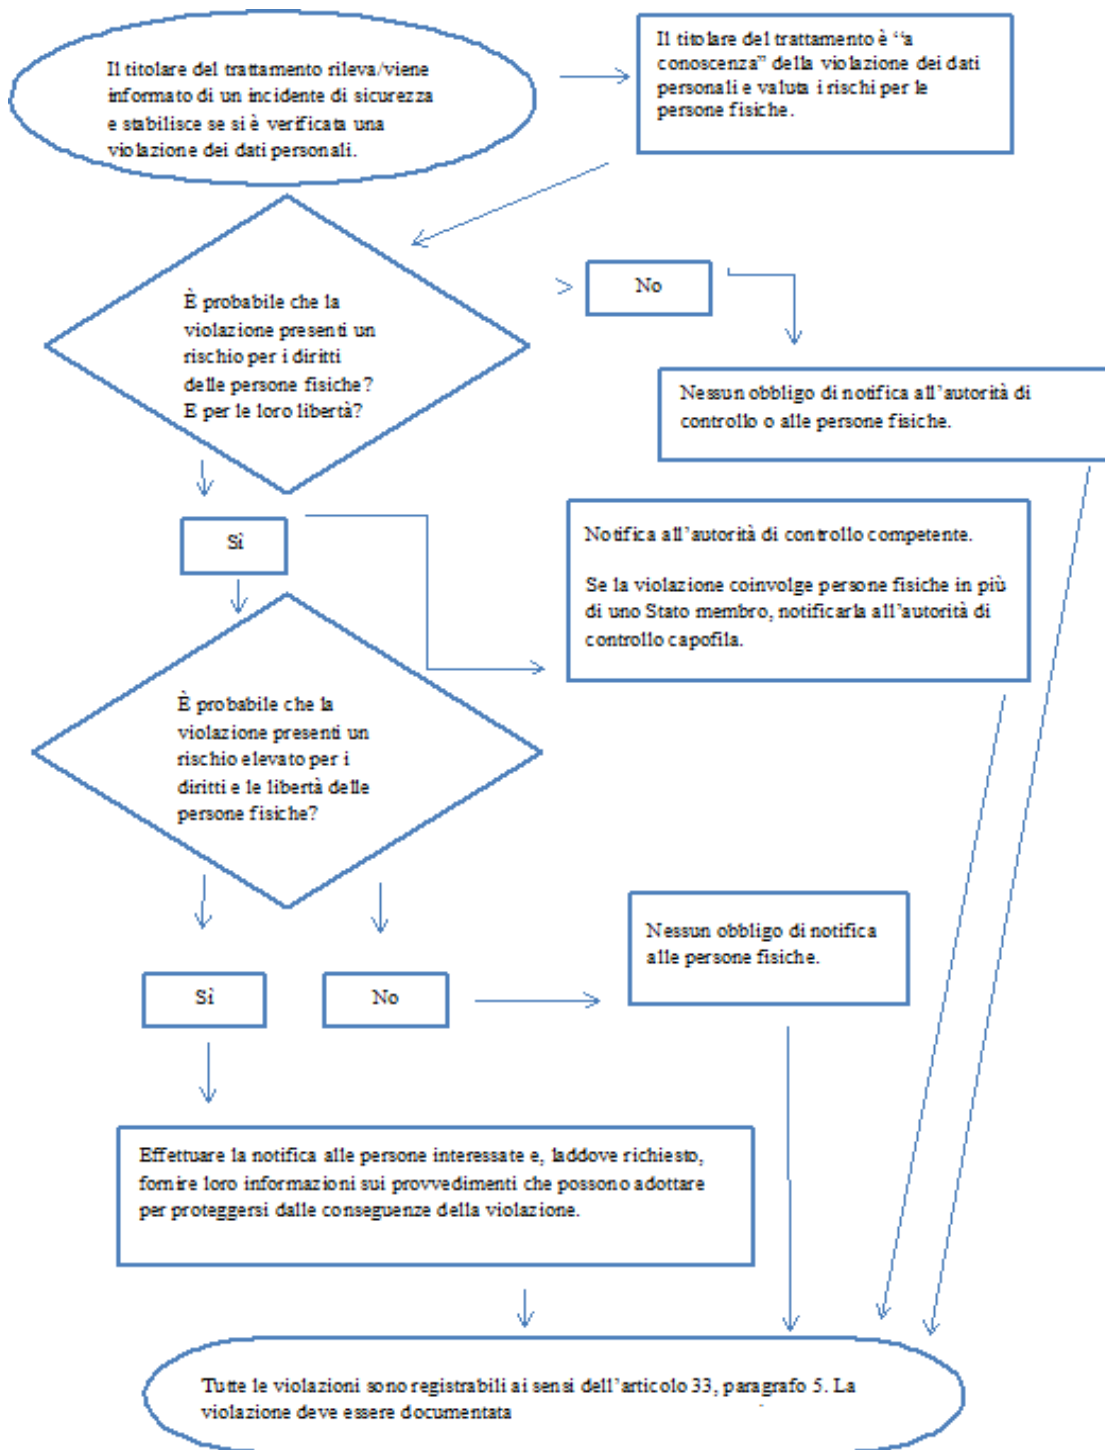 Il titolare del trattamento rileva/viene
informato di un incidente di sicurezza
e stabilisce se si è verificata una
violazione dei dati personali.
Il titolare del trattamento è “a
conoscenza” della violazione dei dati
personali e valuta i rischi per le
persone fisiche.
È probabile che la
violazione presenti un
rischio per i diritti
delle persone fisiche?
E per le loro libertà?
No
Nessun obbligo di notifica all’autorità di
controllo o alle persone fisiche.
Sì
Notifica all’autorità di controllo competente.
Se la violazione coinvolge persone fisiche in più
di uno Stato membro, notificarla all’autorità di
controllo capofila.
È probabile che la
violazione presenti un
rischio elevato per i
diritti e le libertà delle
persone fisiche?
Sì
No
Nessun obbligo di notifica
alle persone fisiche.
Effettuare la notifica alle persone interessate e, laddove richiesto,
fornire loro informazioni sui provvedimenti che possono adottare
per proteggersi dalle conseguenze della violazione.
Tutte le violazioni sono registrabili ai sensi dell’articolo 33, paragrafo 5. La
violazione deve essere documentata